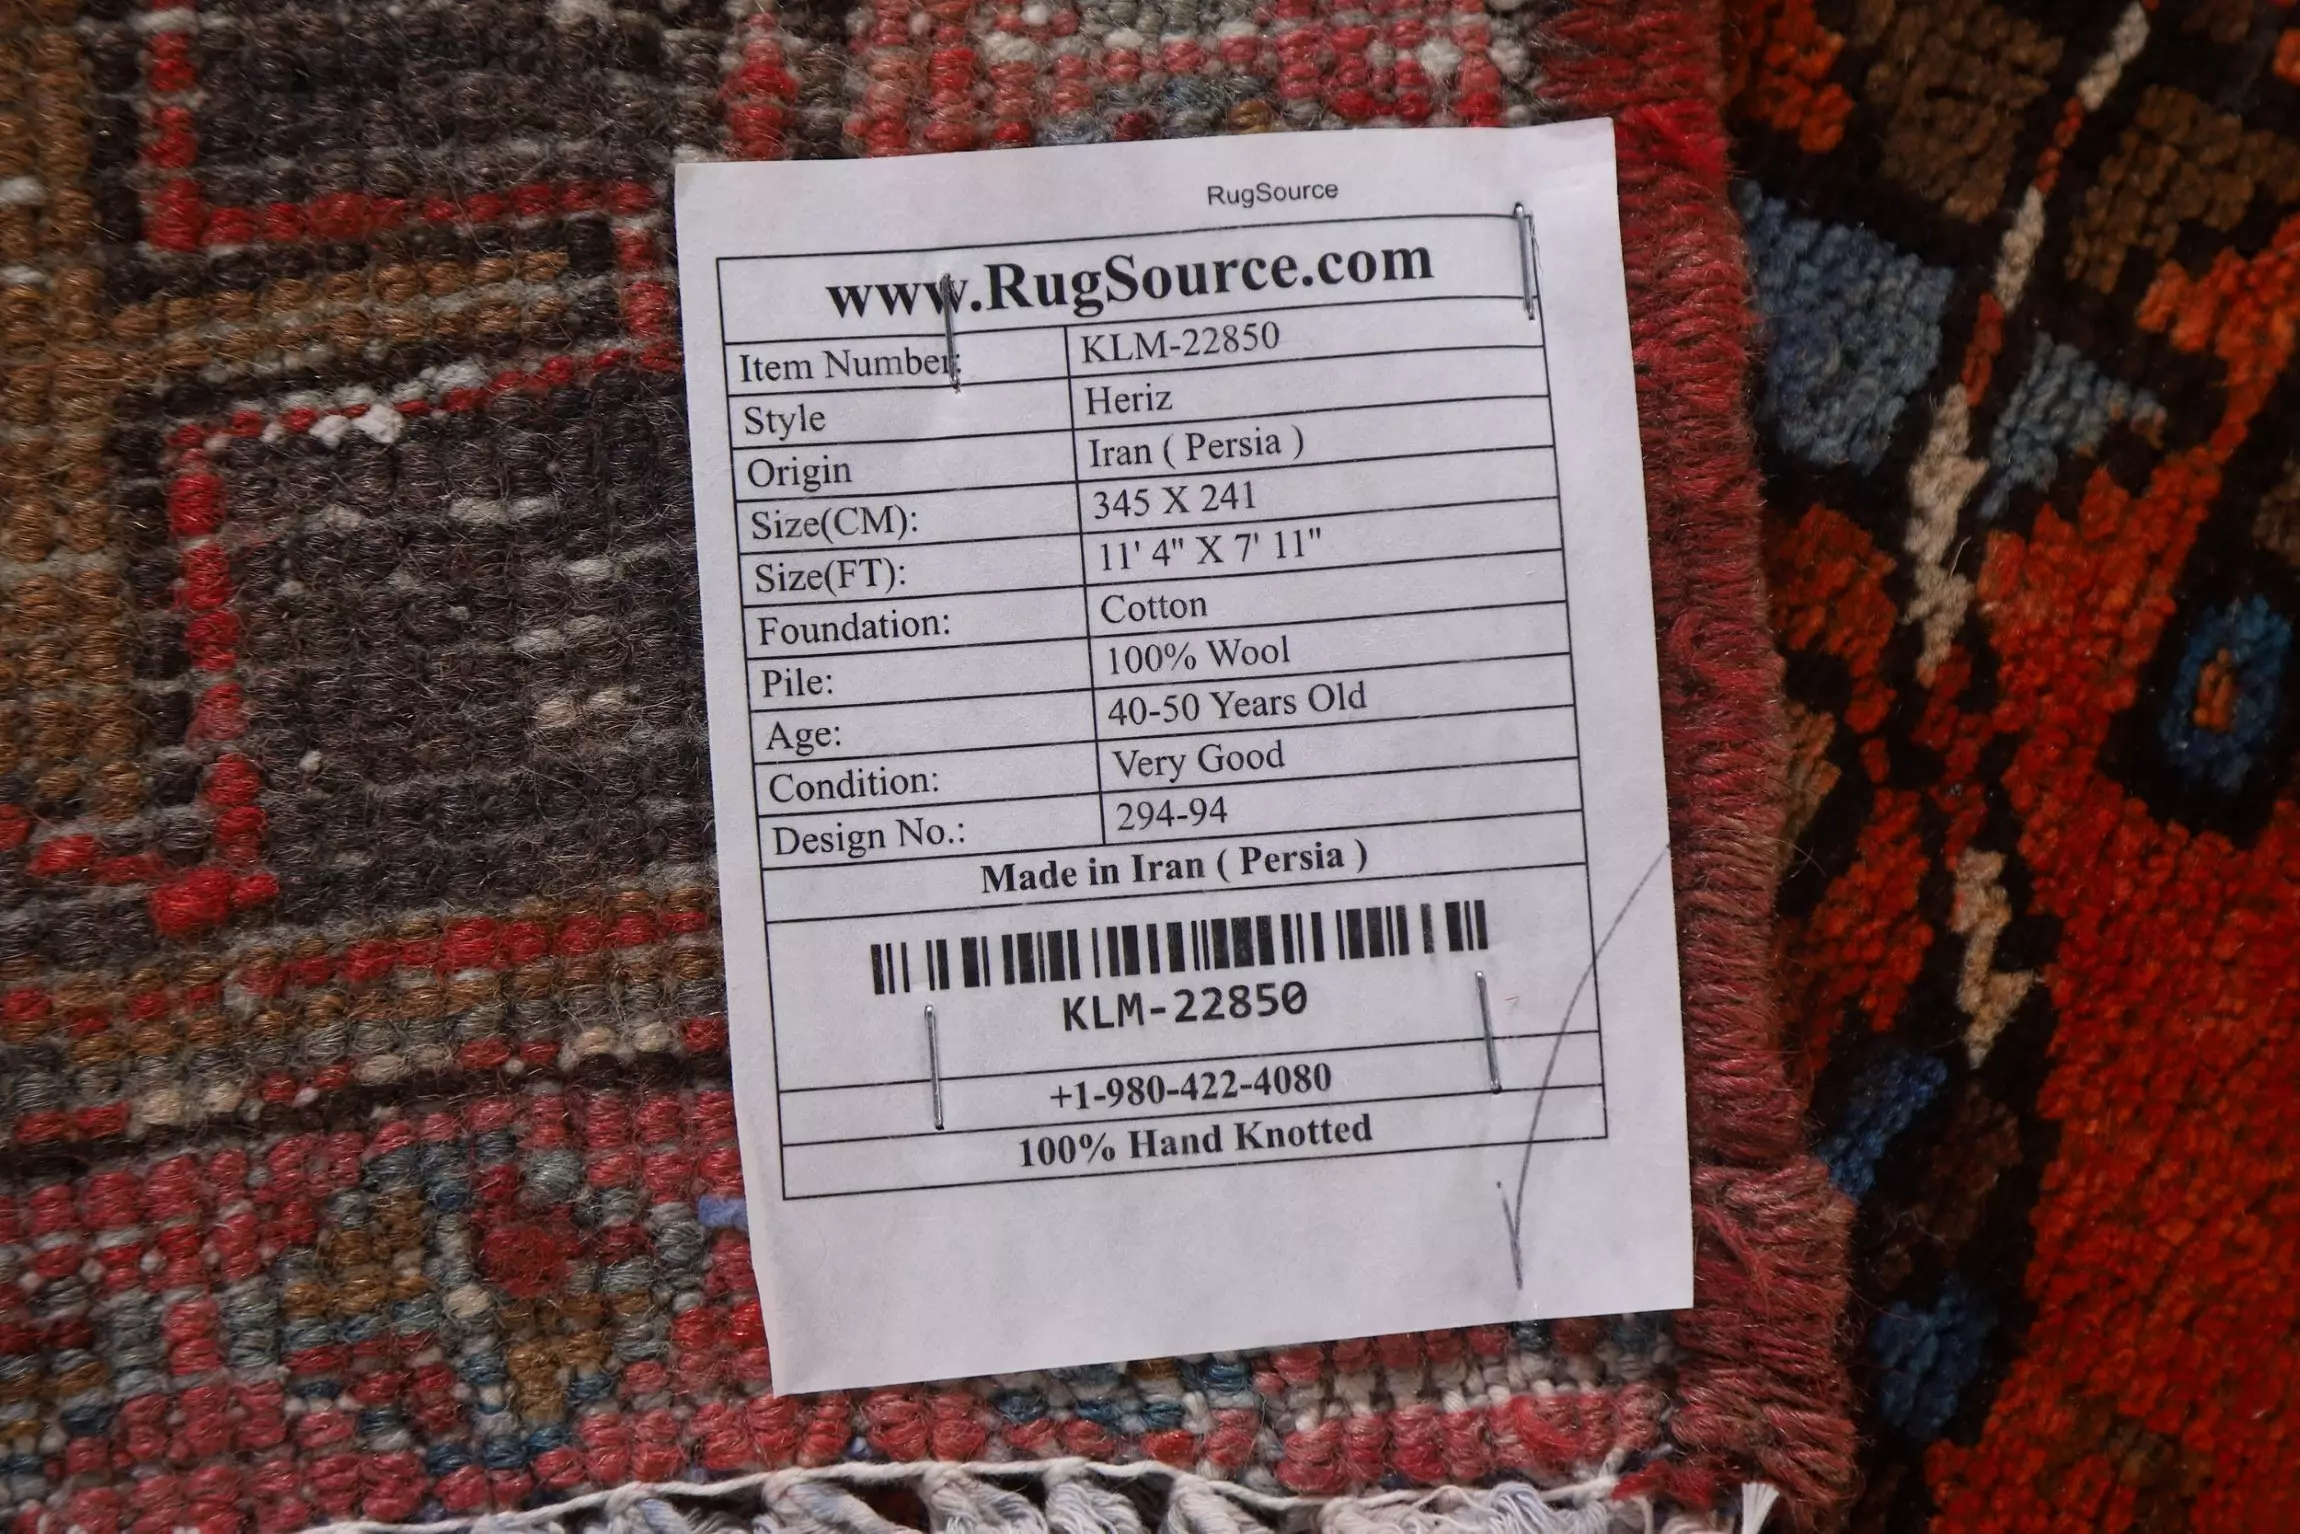 RugSource
www.RugSource.com
Item Number: KLM-22850
Style Heriz
Origin Iran ( Persia )
Size(CM): 345 X 241
Size(FT): 11' 4" X 7' 11"
Foundation: Cotton
Pile: 100% Wool
Age: 40-50 Years Old
Condition: Very Good
Design No.: 294-94
Made in Iran ( Persia )
KLM-22850
+1-980-422-4080
100% Hand Knotted